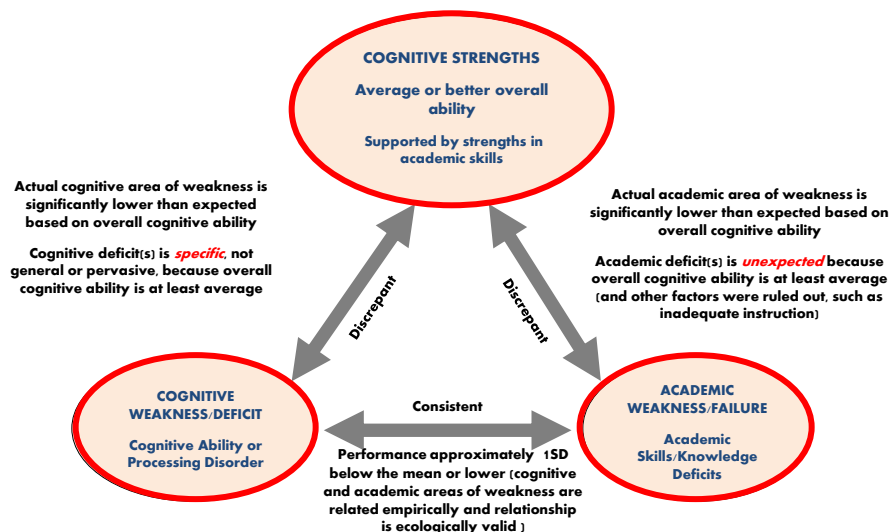 COGNITIVE STRENGTHS
Average or better overall
ability
Supported by strengths in
academic skills
Actual cognitive area of weakness is
significantly lower than expected
based on overall cognitive ability
Cognitive deficit(s) is specific, not
general or pervasive, because overall
cognitive ability is at least average
Actual academic area of weakness is
significantly lower than expected based on
overall cognitive ability
Academic deficit(s) is unexpected because
overall cognitive ability is at least average
(and other factors were ruled out, such as
inadequate instruction)
Discrepant
Discrepant
COGNITIVE
WEAKNESS/DEFICIT
Cognitive Ability or
Processing Disorder
Consistent
Performance approximately 1SD
below the mean or lower (cognitive
and academic areas of weakness are
related empirically and relationship
is ecologically valid )
ACADEMIC
WEAKNESS/FAILURE
Academic
Skills/Knowledge
Deficits